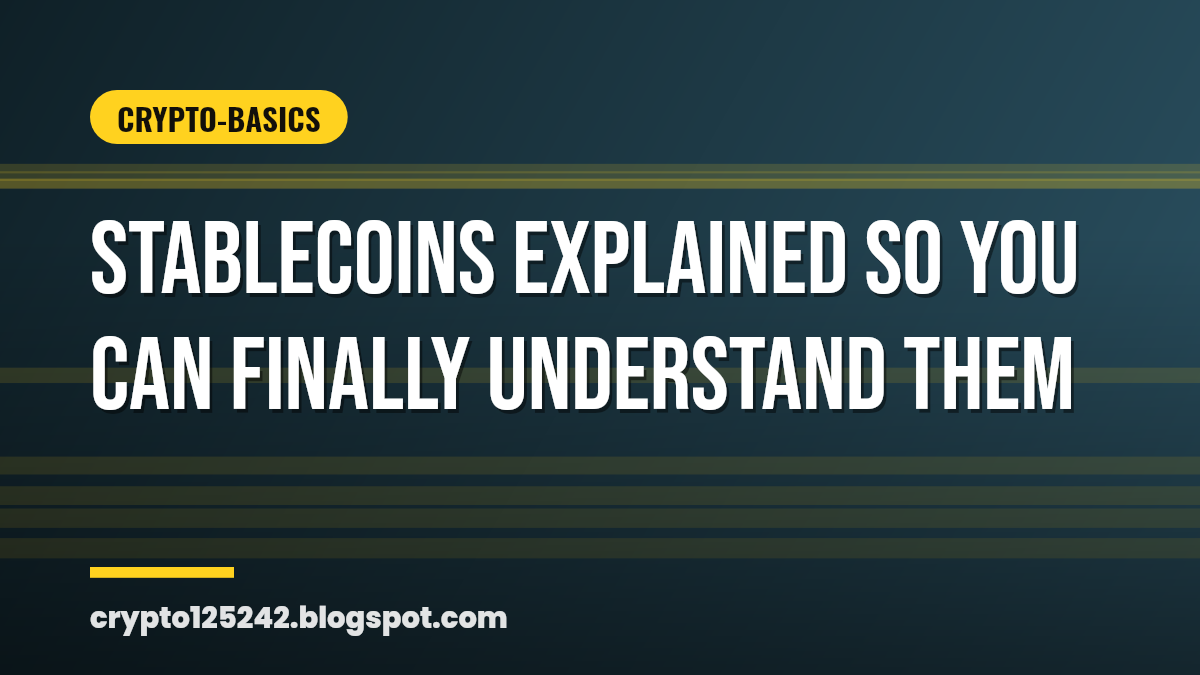 CRYPTO-BASICS
STABLECOINS EXPLAINED SO YOU
CAN FINALLY UNDERSTAND THEM
crypto125242.blogspot.com